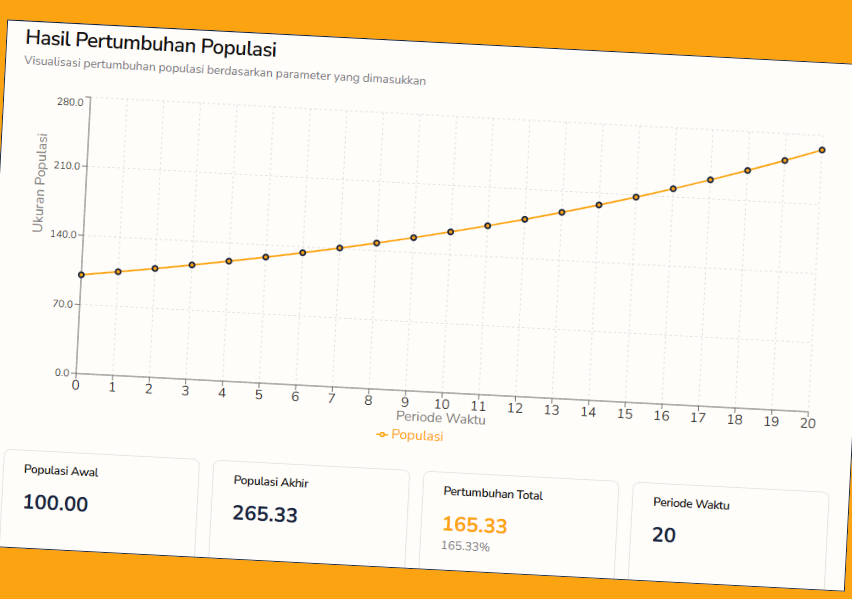 Hasil Pertumbuhan Populasi
Visualisasi pertumbuhan populasi berdasarkan parameter yang dimasukkan
Ukuran Populasi
280.0
210.0
140.0
70.0
0.0
0 1 2 3 4 5 6 7 8 9 10 11 12 13 14 15 16 17 18 19 20
Periode Waktu
Populasi
Populasi Awal
100.00
Populasi Akhir
265.33
Pertumbuhan Total
165.33
165.33%
Periode Waktu
20